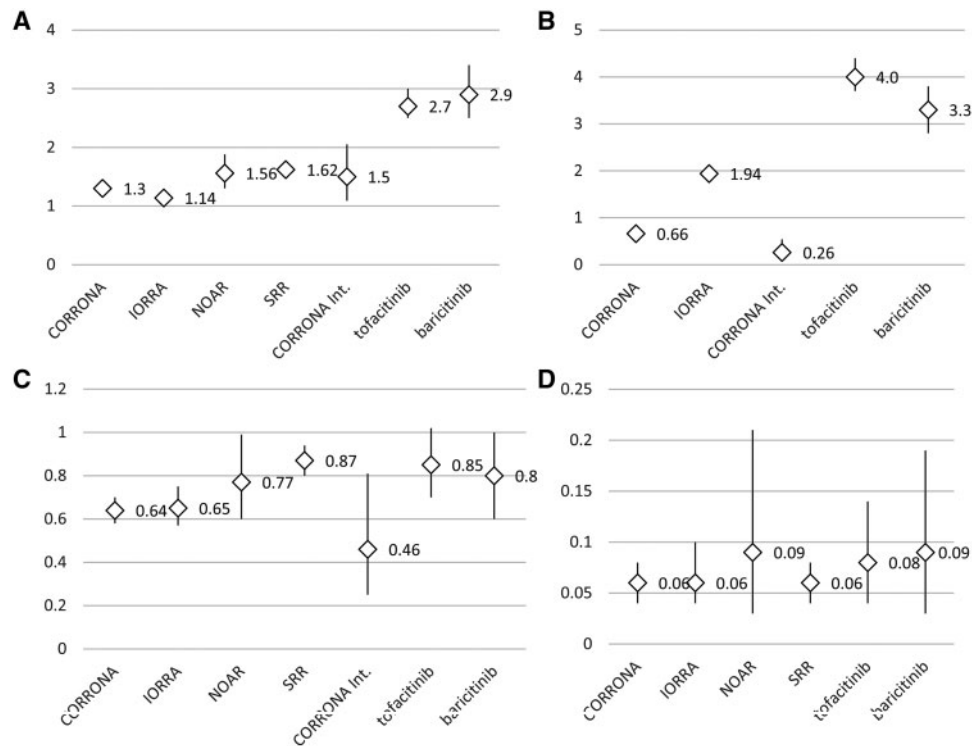 A
4
3
2
1
0
1.3
1.14
1.56
1.62
1.5
2.7
2.9
CORRONA
IORRA
NOAR
SRR
CORRONA Int.
tofacitinib
baricitinib
B
5
4
3
2
1
0
0.66
1.94
0.26
4.0
3.3
CORRONA
IORRA
CORRONA Int.
tofacitinib
baricitinib
C
1.2
1
0.8
0.6
0.4
0.2
0
0.64
0.65
0.77
0.87
0.46
0.85
0.8
CORRONA
IORRA
NOAR
SRR
CORRONA Int.
tofacitinib
baricitinib
D
0.25
0.2
0.15
0.1
0.05
0
0.06
0.06
0.09
0.06
0.08
0.09
CORRONA
IORRA
NOAR
SRR
tofacitinib
baricitinib